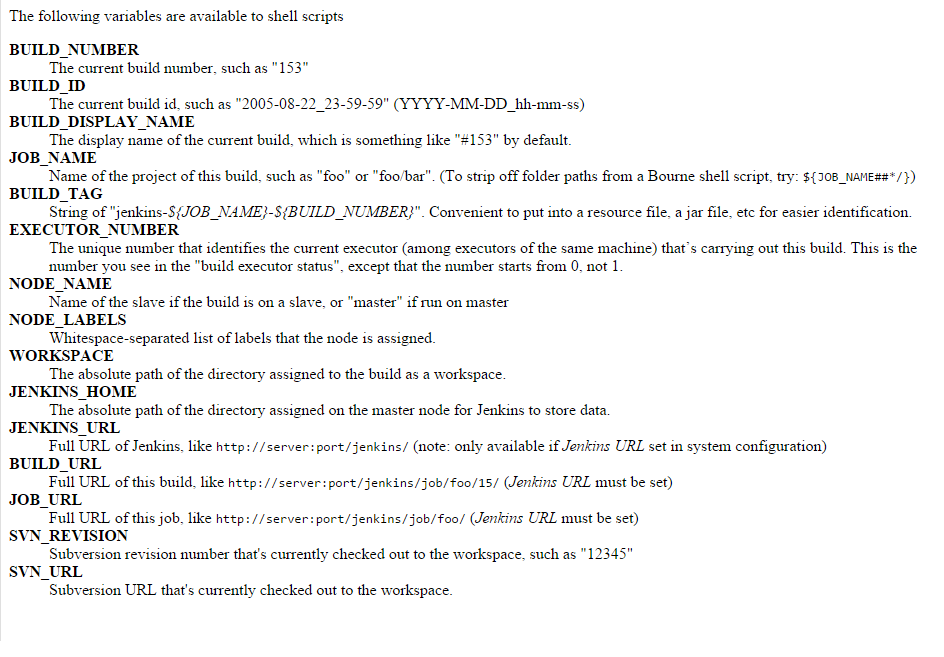 The following variables are available to shell scripts
BUILD_NUMBER
The current build number, such as "153"
BUILD_ID
The current build id, such as "2005-08-22_23-59-59" (YYYY-MM-DD_hh-mm-ss)
BUILD_DISPLAY_NAME
The display name of the current build, which is something like "#153" by default.
JOB_NAME
Name of the project of this build, such as "foo" or "foo/bar". (To strip off folder paths from a Bourne shell script, try: ${JOB_NAME##*/})
BUILD_TAG
String of "jenkins-${JOB_NAME}-${BUILD_NUMBER}". Convenient to put into a resource file, a jar file, etc for easier identification.
EXECUTOR_NUMBER
The unique number that identifies the current executor (among executors of the same machine) that's carrying out this build. This is the
number you see in the "build executor status", except that the number starts from 0, not 1.
NODE_NAME
Name of the slave if the build is on a slave, or "master" if run on master
NODE_LABELS
Whitespace-separated list of labels that the node is assigned.
WORKSPACE
The absolute path of the directory assigned to the build as a workspace.
JENKINS_HOME
The absolute path of the directory assigned on the master node for Jenkins to store data.
JENKINS_URL
Full URL of Jenkins, like http://server:port/jenkins/ (note: only available if Jenkins URL set in system configuration)
BUILD_URL
Full URL of this build, like http://server:port/jenkins/job/foo/15/ (Jenkins URL must be set)
JOB_URL
Full URL of this job, like http://server:port/jenkins/job/foo/ (Jenkins URL must be set)
SVN_REVISION
Subversion revision number that's currently checked out to the workspace, such as "12345"
SVN_URL
Subversion URL that's currently checked out to the workspace.